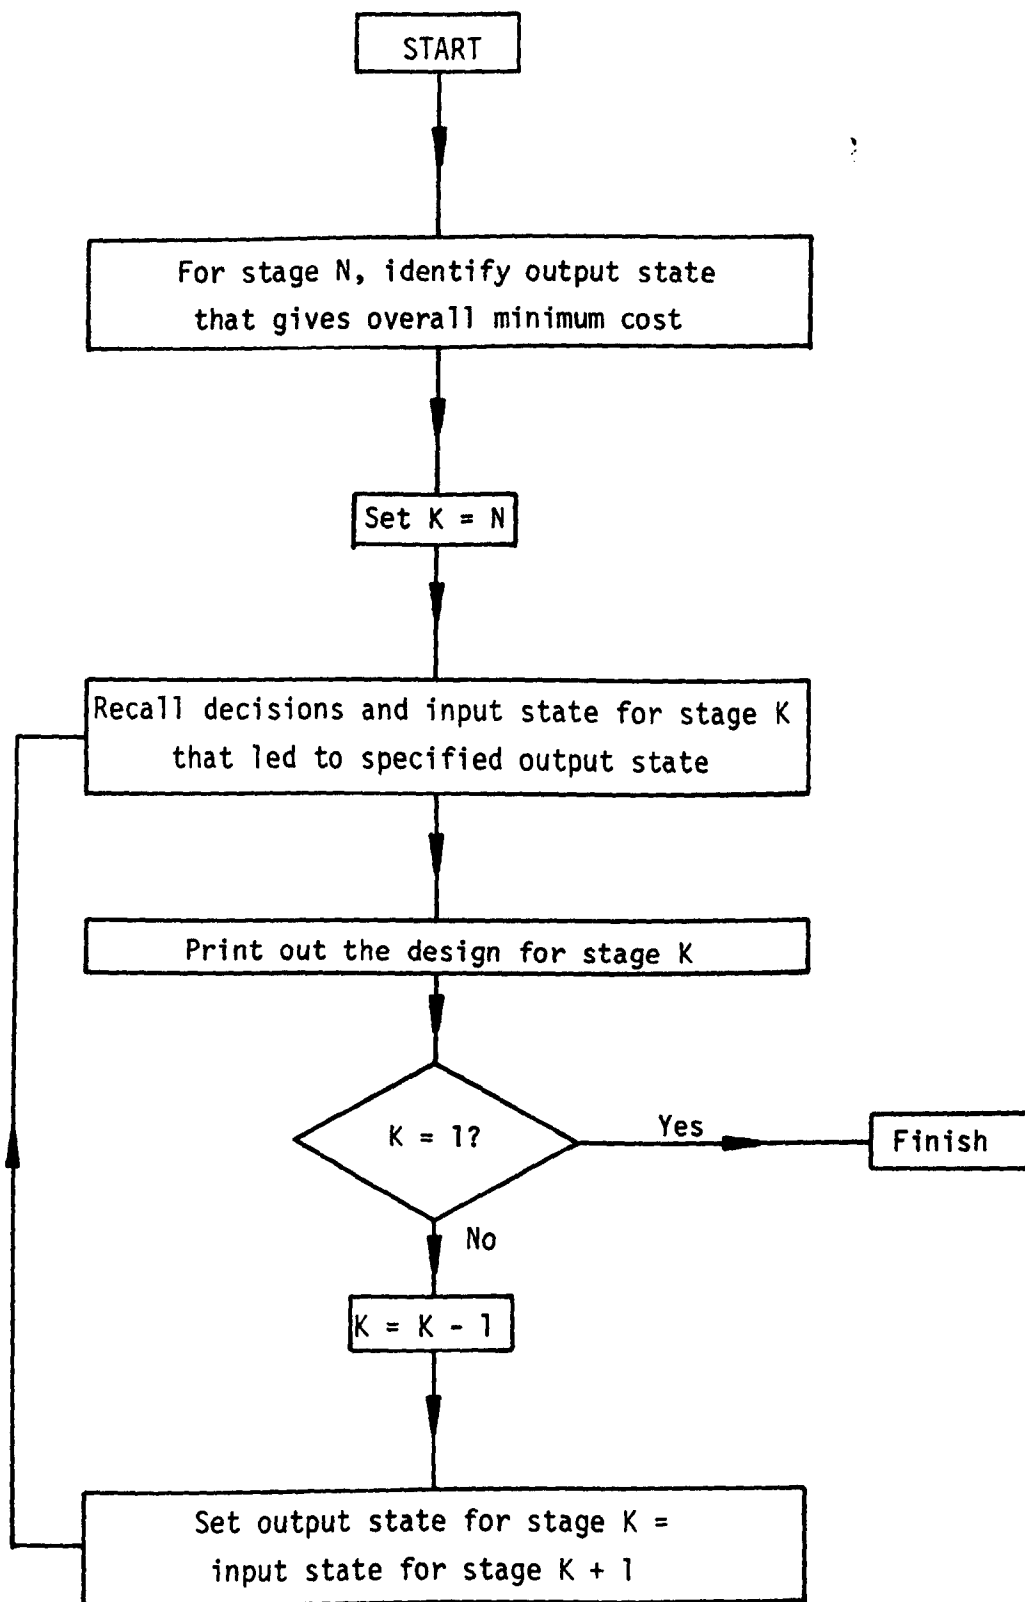 START
For stage N, identify output state
that gives overall minimum cost
Set K = N
Recall decisions and input state for stage K
that led to specified output state
Print out the design for stage K
K = 1?
Yes
Finish
No
K = K - 1
Set output state for stage K =
input state for stage K + 1